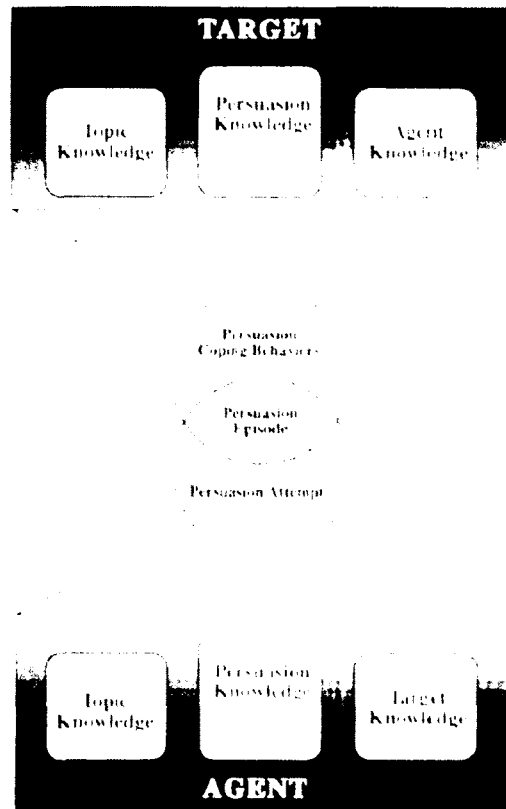 TARGET
Topic
Knowledge
Persuasion
Knowledge
Agent
Knowledge
Persuasion
Coping Behaviors
Persuasion
Episode
Persuasion Attempt
Topic
Knowledge
Persuasion
Knowledge
Target
Knowledge
AGENT